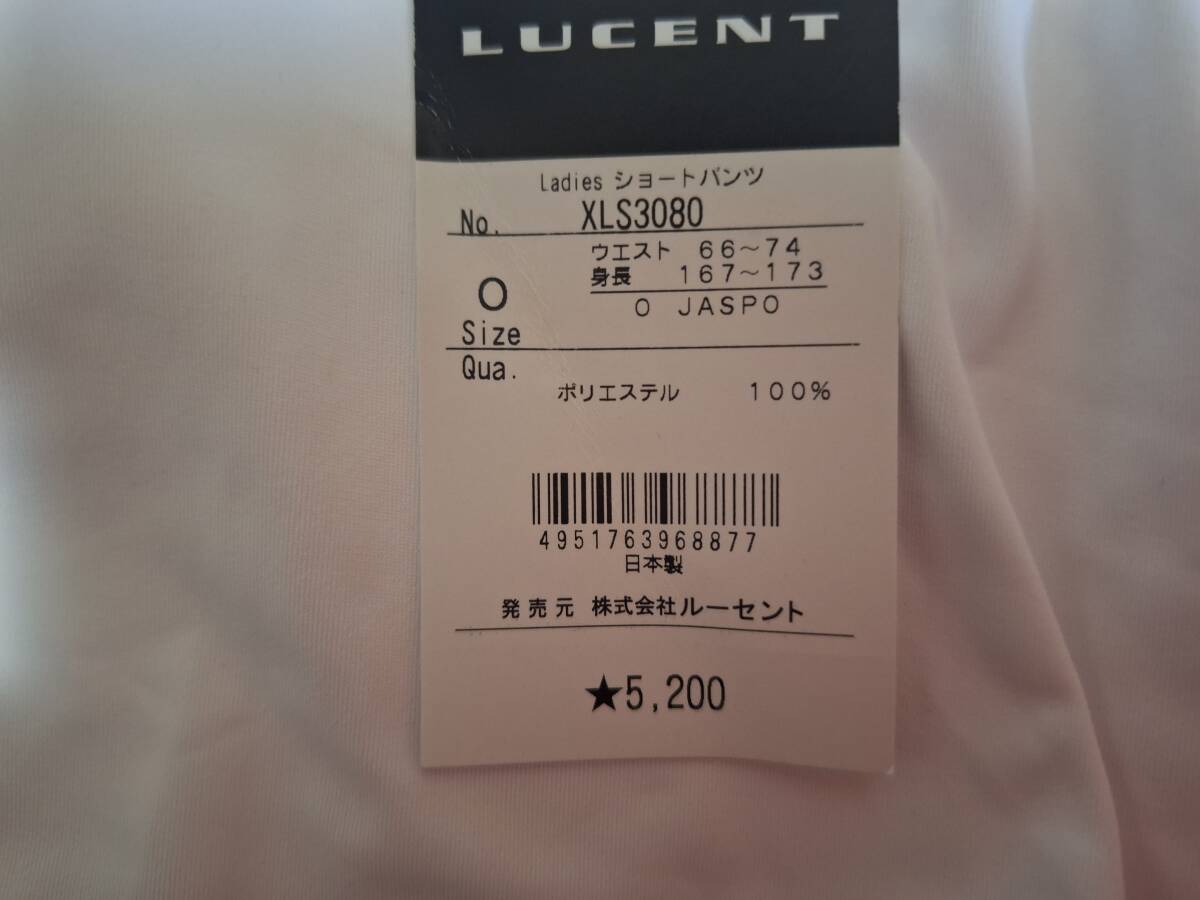 LUCENT
Ladies ショートパンツ
No. XLS3080
ウエスト 66～74
身長 167～173
O
O JASPO
Size
Qua.
ポリエステル 100%
4951763968877
日本製
発売元 株式会社ルーセント
★5,200